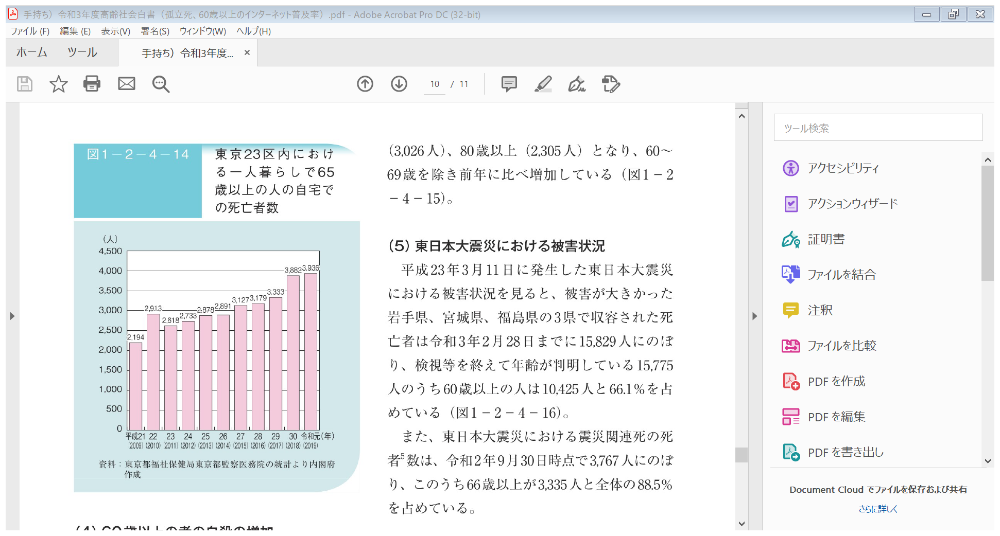 手持ち）令和3年度高齢社会白書（孤立死、60歳以上のインターネット普及率）.pdf - Adobe Acrobat Pro DC (32-bit)
ファイル (F) 編集 (E) 表示(V) 署名(S) ウィンドウ(W) ヘルプ(H)
ホーム ツール 手持ち）令和3年度... ×
10 / 11
図1－2－4－14
東京23区内におけ
る一人暮らしで65
歳以上の人の自宅で
の死亡者数
（人）
4,500
4,000
3,500
3,000
2,500
2,000
1,500
1,000
500
0
2,194
2,913
2,618
2,733
2,878
2,891
3,127
3,179
3,333
3,882
3,936
平成21 22 23 24 25 26 27 28 29 30 令和元（年）
(2009) (2010) (2011) (2012) (2013) (2014) (2015) (2016) (2017) (2018) (2019)
資料：東京都福祉保健局東京都監察医務院の統計より内閣府
作成
(4) 60歳以上の者の自殺の増加
（3,026人）、80歳以上（2,305人）となり、60～
69歳を除き前年に比べ増加している（図1－2
－4－15）。
(5) 東日本大震災における被害状況
平成23年3月11日に発生した東日本大震災
における被害状況を見ると、被害が大きかった
岩手県、宮城県、福島県の3県で収容された死
亡者は令和3年2月28日までに15,829人にのぼ
り、検視等を終えて年齢が判明している15,775
人のうち60歳以上の人は10,425人と66.1%を占
めている（図1－2－4－16）。
また、東日本大震災における震災関連死の死
者5数は、令和2年9月30日時点で3,767人にのぼ
り、このうち66歳以上が3,335人と全体の88.5%
を占めている。
ツール検索
アクセシビリティ
アクションウィザード
証明書
ファイルを結合
注釈
ファイルを比較
PDF を作成
PDF を編集
PDF を書き出し
Document Cloud でファイルを保存および共有
さらに詳しく